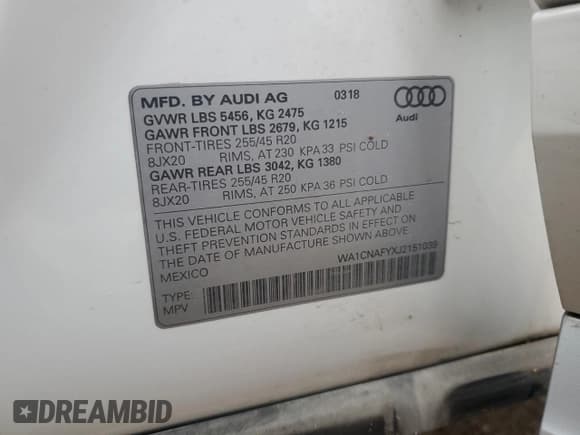 MFD. BY AUDI AG 0318
GVWR LBS 5456, KG 2475
GAWR FRONT LBS 2679, KG 1215
FRONT-TIRES 255/45 R20
8JX20 RIMS, AT 230 KPA 33 PSI COLD
GAWR REAR LBS 3042, KG 1380
REAR-TIRES 255/45 R20
8JX20 RIMS, AT 250 KPA 36 PSI COLD
Audi
THIS VEHICLE CONFORMS TO ALL APPLICABLE
U.S. FEDERAL MOTOR VEHICLE SAFETY AND
THEFT PREVENTION STANDARDS IN EFFECT ON
THE DATE OF MANUFACTURE SHOWN ABOVE
MEXICO
WA1CNAFYXJ2151039
TYPE:
MPV
DREAMBID